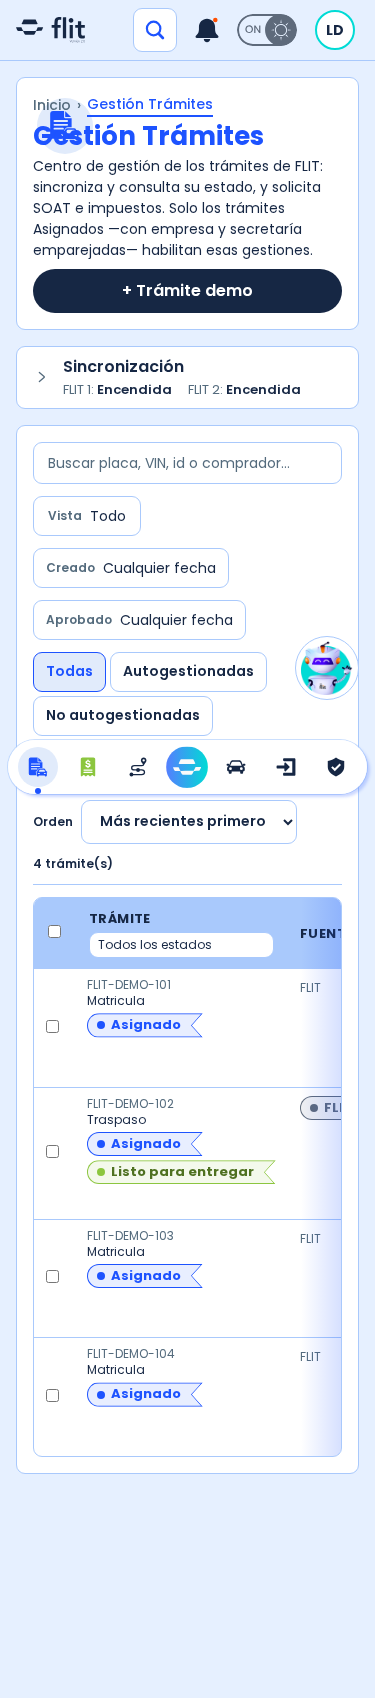 flit
ON
LD
Inicio › Gestión Trámites
Gestión Trámites
Centro de gestión de los trámites de FLIT:
sincroniza y consulta su estado, y solicita
SOAT e impuestos. Solo los trámites
Asignados —con empresa y secretaría
emparejadas— habilitan esas gestiones.
+ Trámite demo
Sincronización
FLIT 1: Encendida FLIT 2: Encendida
Buscar placa, VIN, id o comprador...
Vista Todo
Creado Cualquier fecha
Aprobado Cualquier fecha
Todas Autogestionadas
No autogestionadas
Orden Más recientes primero
4 trámite(s)
TRÁMITE
Todos los estados
FUENT
FLIT-DEMO-101
Matricula
Asignado
FLIT
FLIT-DEMO-102
Traspaso
Asignado
Listo para entregar
FLIT-DEMO-103
Matricula
Asignado
FLIT
FLIT-DEMO-104
Matricula
Asignado
FLIT